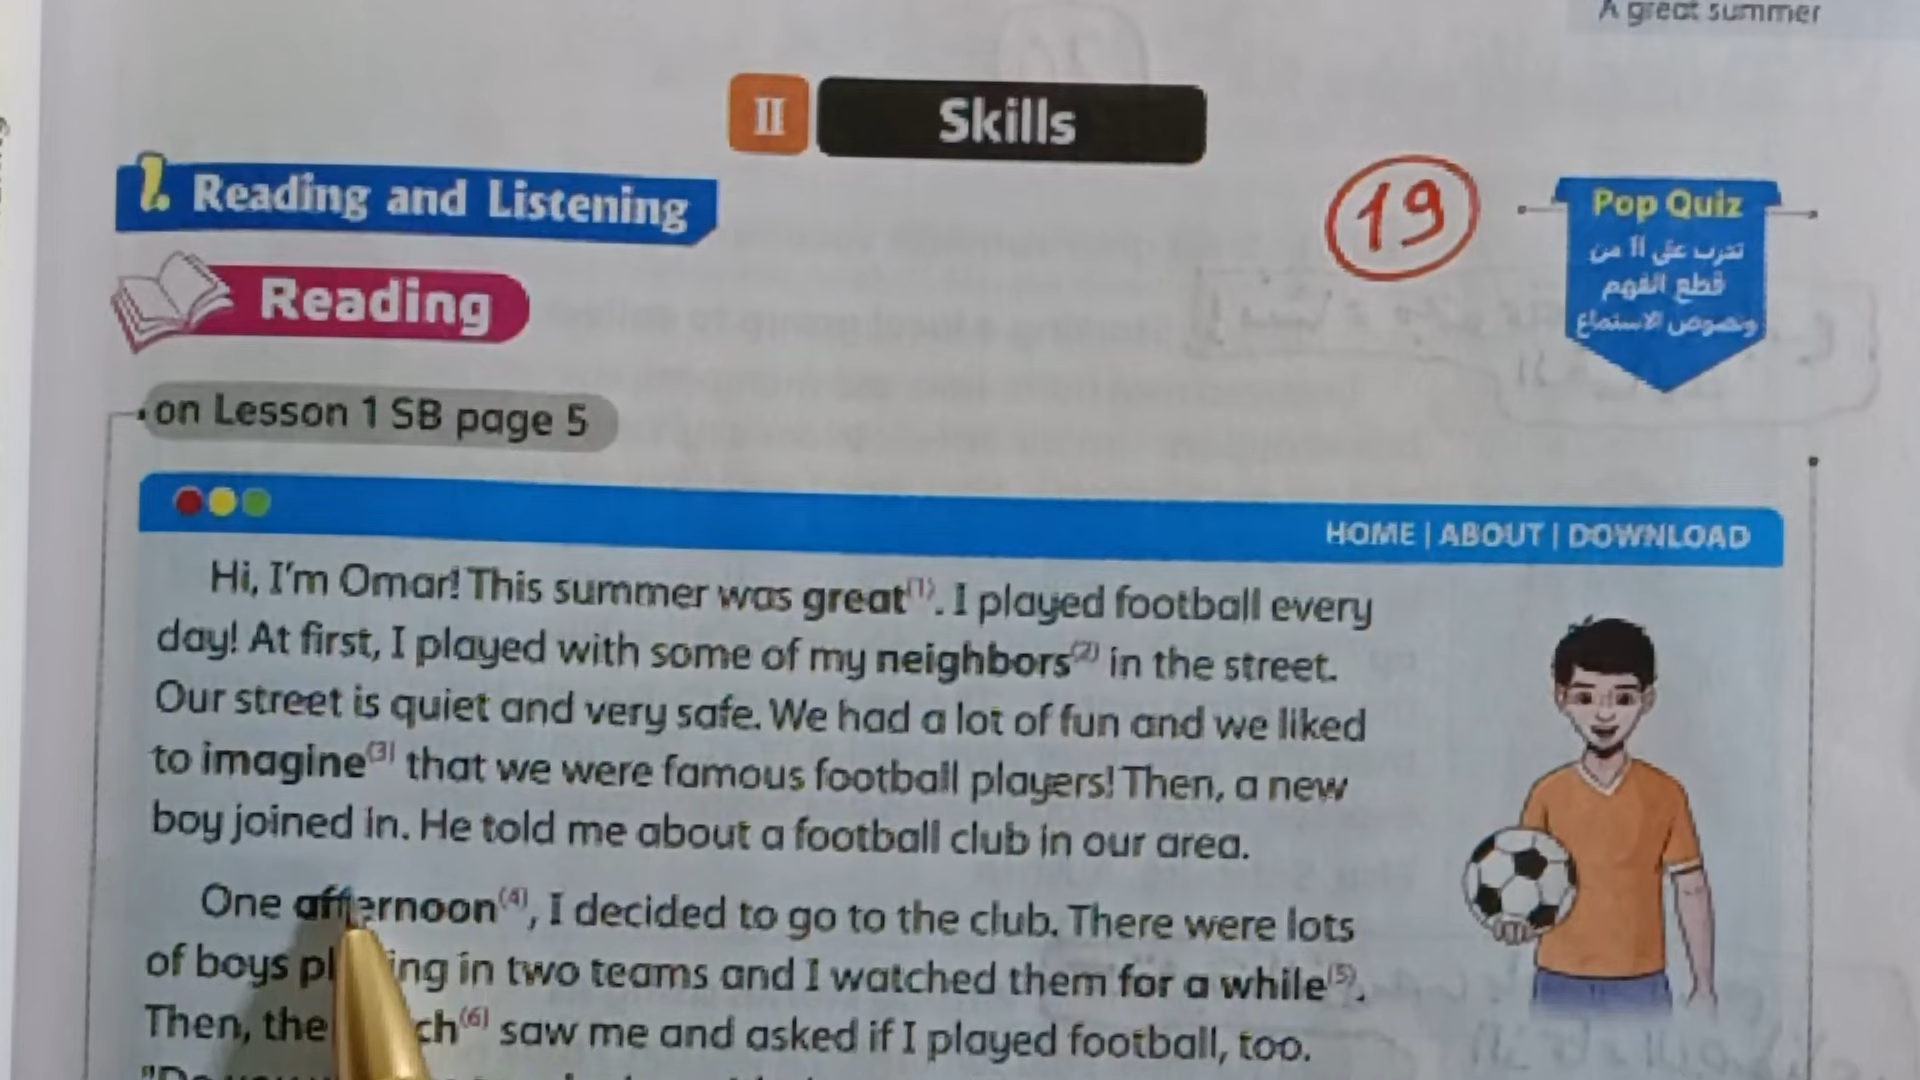 A great summer
II Skills
1. Reading and Listening
19
Pop Quiz
تدرب على 11 من
قطع الفهم
ونصوص الاستماع
Reading
on Lesson 1 SB page 5
HOME | ABOUT | DOWNLOAD
Hi, I'm Omar! This summer was great(1). I played football every
day! At first, I played with some of my neighbors(2) in the street.
Our street is quiet and very safe. We had a lot of fun and we liked
to imagine(3) that we were famous football players! Then, a new
boy joined in. He told me about a football club in our area.
One afternoon(4), I decided to go to the club. There were lots
of boys playing in two teams and I watched them for a while(5).
Then, the ch(6) saw me and asked if I played football, too.